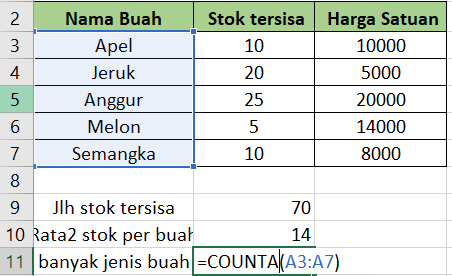 2 Nama Buah Stok tersisa Harga Satuan
3 Apel 10 10000
4 Jeruk 20 5000
5 Anggur 25 20000
6 Melon 5 14000
7 Semangka 10 8000
8
9 Jlh stok tersisa 70
10 Rata2 stok per buah 14
11 banyak jenis buah =COUNTA(A3:A7)